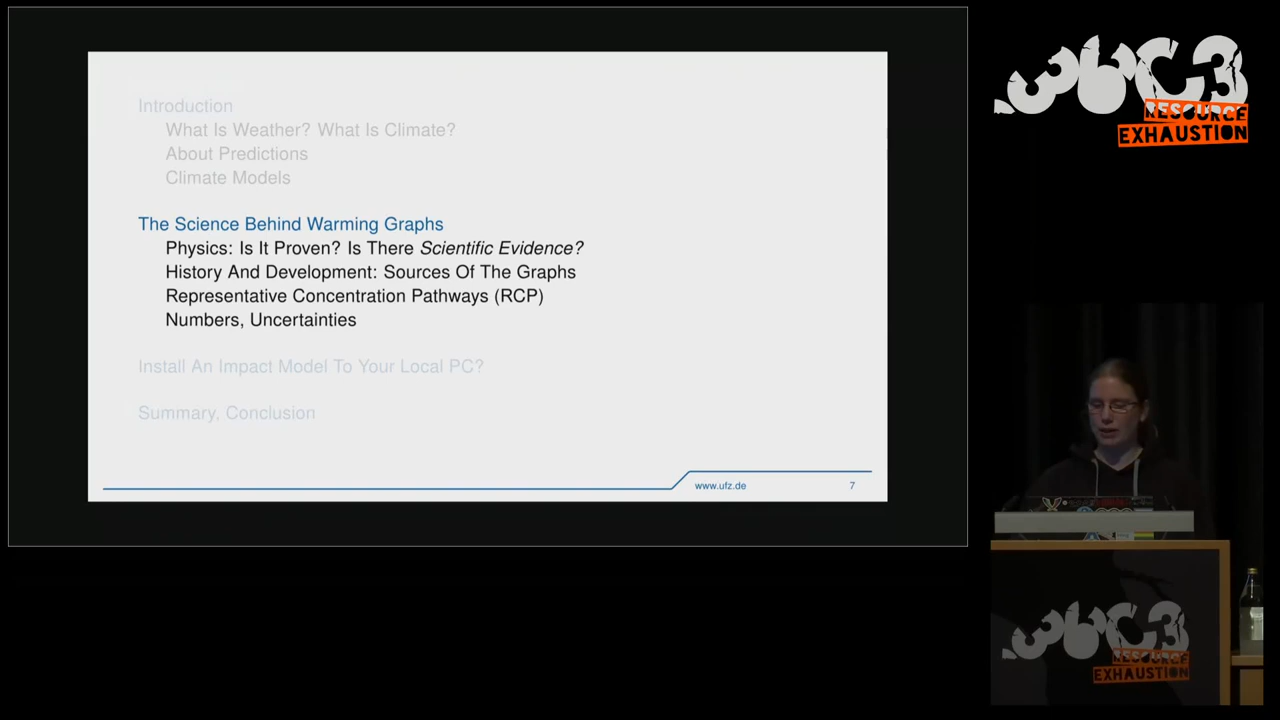 Introduction
What Is Weather? What Is Climate?
About Predictions
Climate Models
The Science Behind Warming Graphs
Physics: Is It Proven? Is There Scientific Evidence?
History And Development: Sources Of The Graphs
Representative Concentration Pathways (RCP)
Numbers, Uncertainties
Install An Impact Model To Your Local PC?
Summary. Conclusion
www.ufz.de 7
36C3
RESOURCE
EXHAUSTION
36C3
RESOURCE
EXHAUSTION